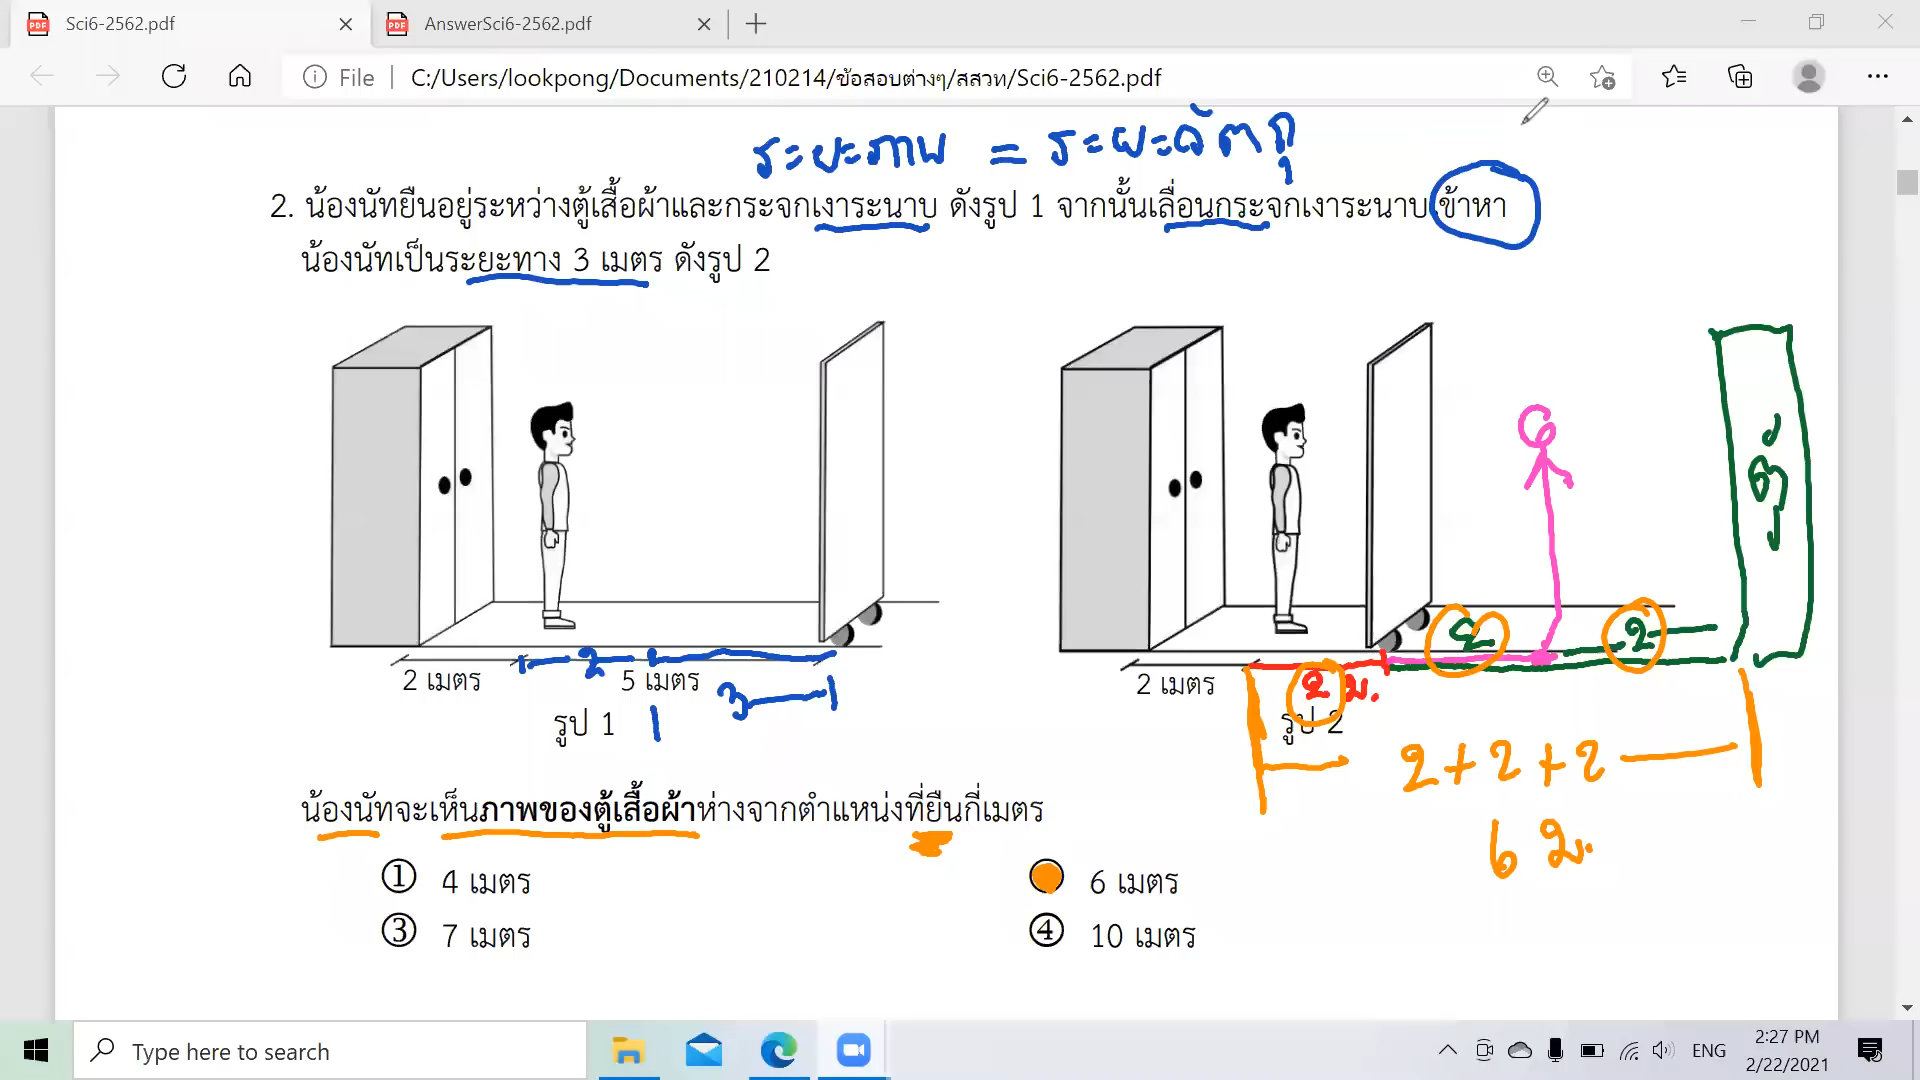 Sci6-2562.pdf
AnswerSci6-2562.pdf
File
C:/Users/lookpong/Documents/210214/ข้อสอบต่างๆ/สสวท/Sci6-2562.pdf
ระยะภาพ = ระยะวัตถุ
2. น้องนัทยืนอยู่ระหว่างตู้เสื้อผ้าและกระจกเงาระนาบ ดังรูป 1 จากนั้นเลื่อนกระจกเงาระนาบเข้าหา
น้องนัทเป็นระยะทาง 3 เมตร ดังรูป 2
ตู้
2 2
2 เมตร 2 5 เมตร 3
2 เมตร 2 ม.
รูป 1
รูป 2
2+2+2
6 ม.
น้องนัทจะเห็นภาพของตู้เสื้อผ้าห่างจากตำแหน่งที่ยืนกี่เมตร
① 4 เมตร
6 เมตร
③ 7 เมตร
④ 10 เมตร
Type here to search
ENG
2:27 PM
2/22/2021